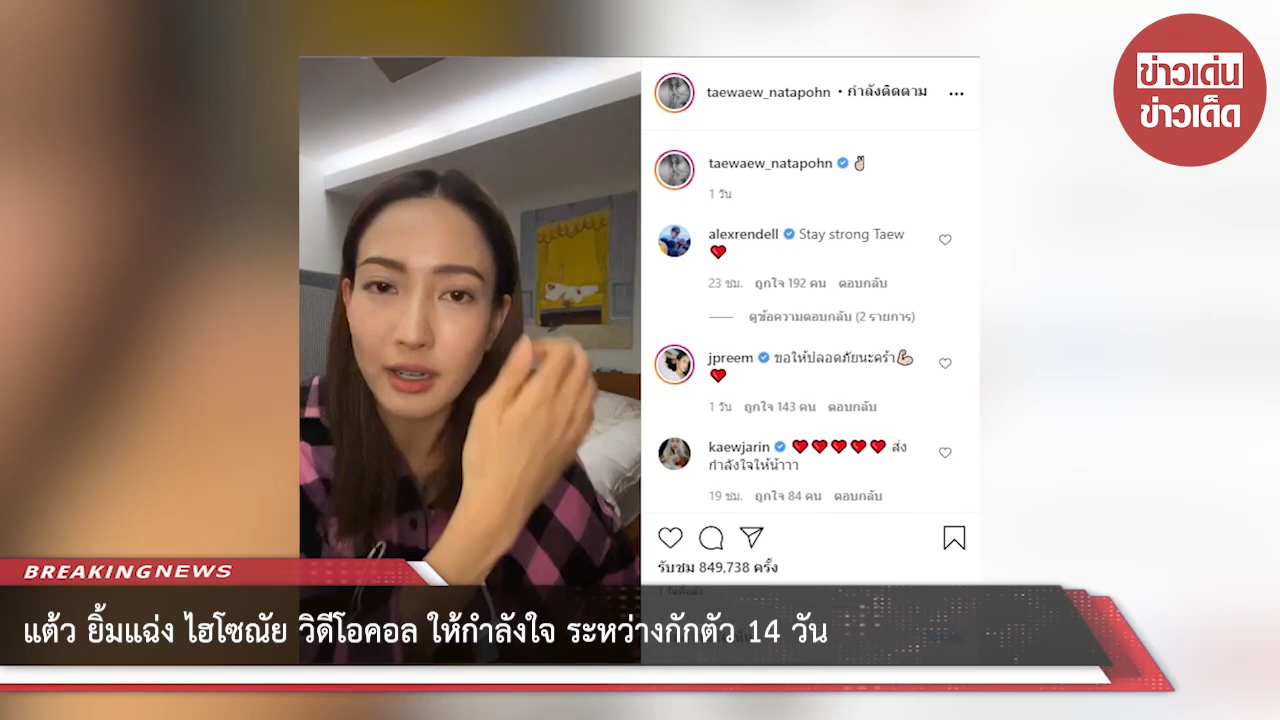 ข่าวเด่น
ข่าวเด็ด
taewaew_natapohn • กำลังติดตาม
taewaew_natapohn
1 วัน
alexrendell Stay strong Taew
23 ชม. ถูกใจ 192 คน ตอบกลับ
ดูข้อความตอบกลับ (2 รายการ)
jpreem ขอให้ปลอดภัยนะคร้า
1 วัน ถูกใจ 143 คน ตอบกลับ
kaewjarin ส่ง
กำลังใจให้น้าาา
19 ชม. ถูกใจ 84 คน ตอบกลับ
รับชม 849,738 ครั้ง
1 วันที่แล้ว
BREAKINGNEWS
แต้ว ยิ้มแฉ่ง ไฮโซณัย วิดีโอคอล ให้กำลังใจ ระหว่างกักตัว 14 วัน